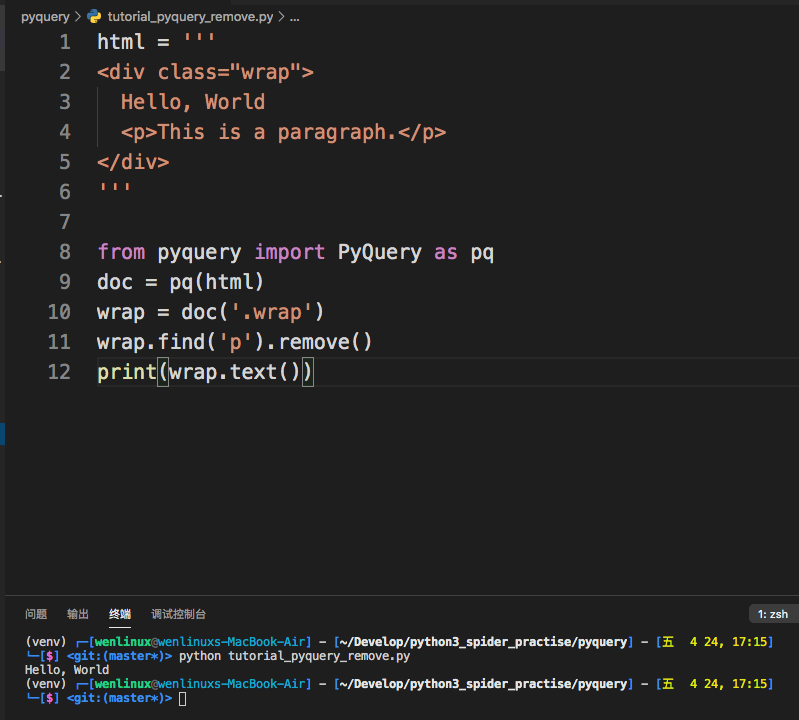 pyquery > tutorial_pyquery_remove.py > ...
1 html = '''
2 <div class="wrap">
3   Hello, World
4   <p>This is a paragraph.</p>
5 </div>
6 '''
7
8 from pyquery import PyQuery as pq
9 doc = pq(html)
10 wrap = doc('.wrap')
11 wrap.find('p').remove()
12 print(wrap.text())
问题 输出 终端 调试控制台 1: zsh
(venv) ┌─[wenlinux@wenlinuxs-MacBook-Air] - [~/Develop/python3_spider_practise/pyquery] - [五  4 24, 17:15]
└─[$] <git:(master*)> python tutorial_pyquery_remove.py
Hello, World
(venv) ┌─[wenlinux@wenlinuxs-MacBook-Air] - [~/Develop/python3_spider_practise/pyquery] - [五  4 24, 17:15]
└─[$] <git:(master*)>